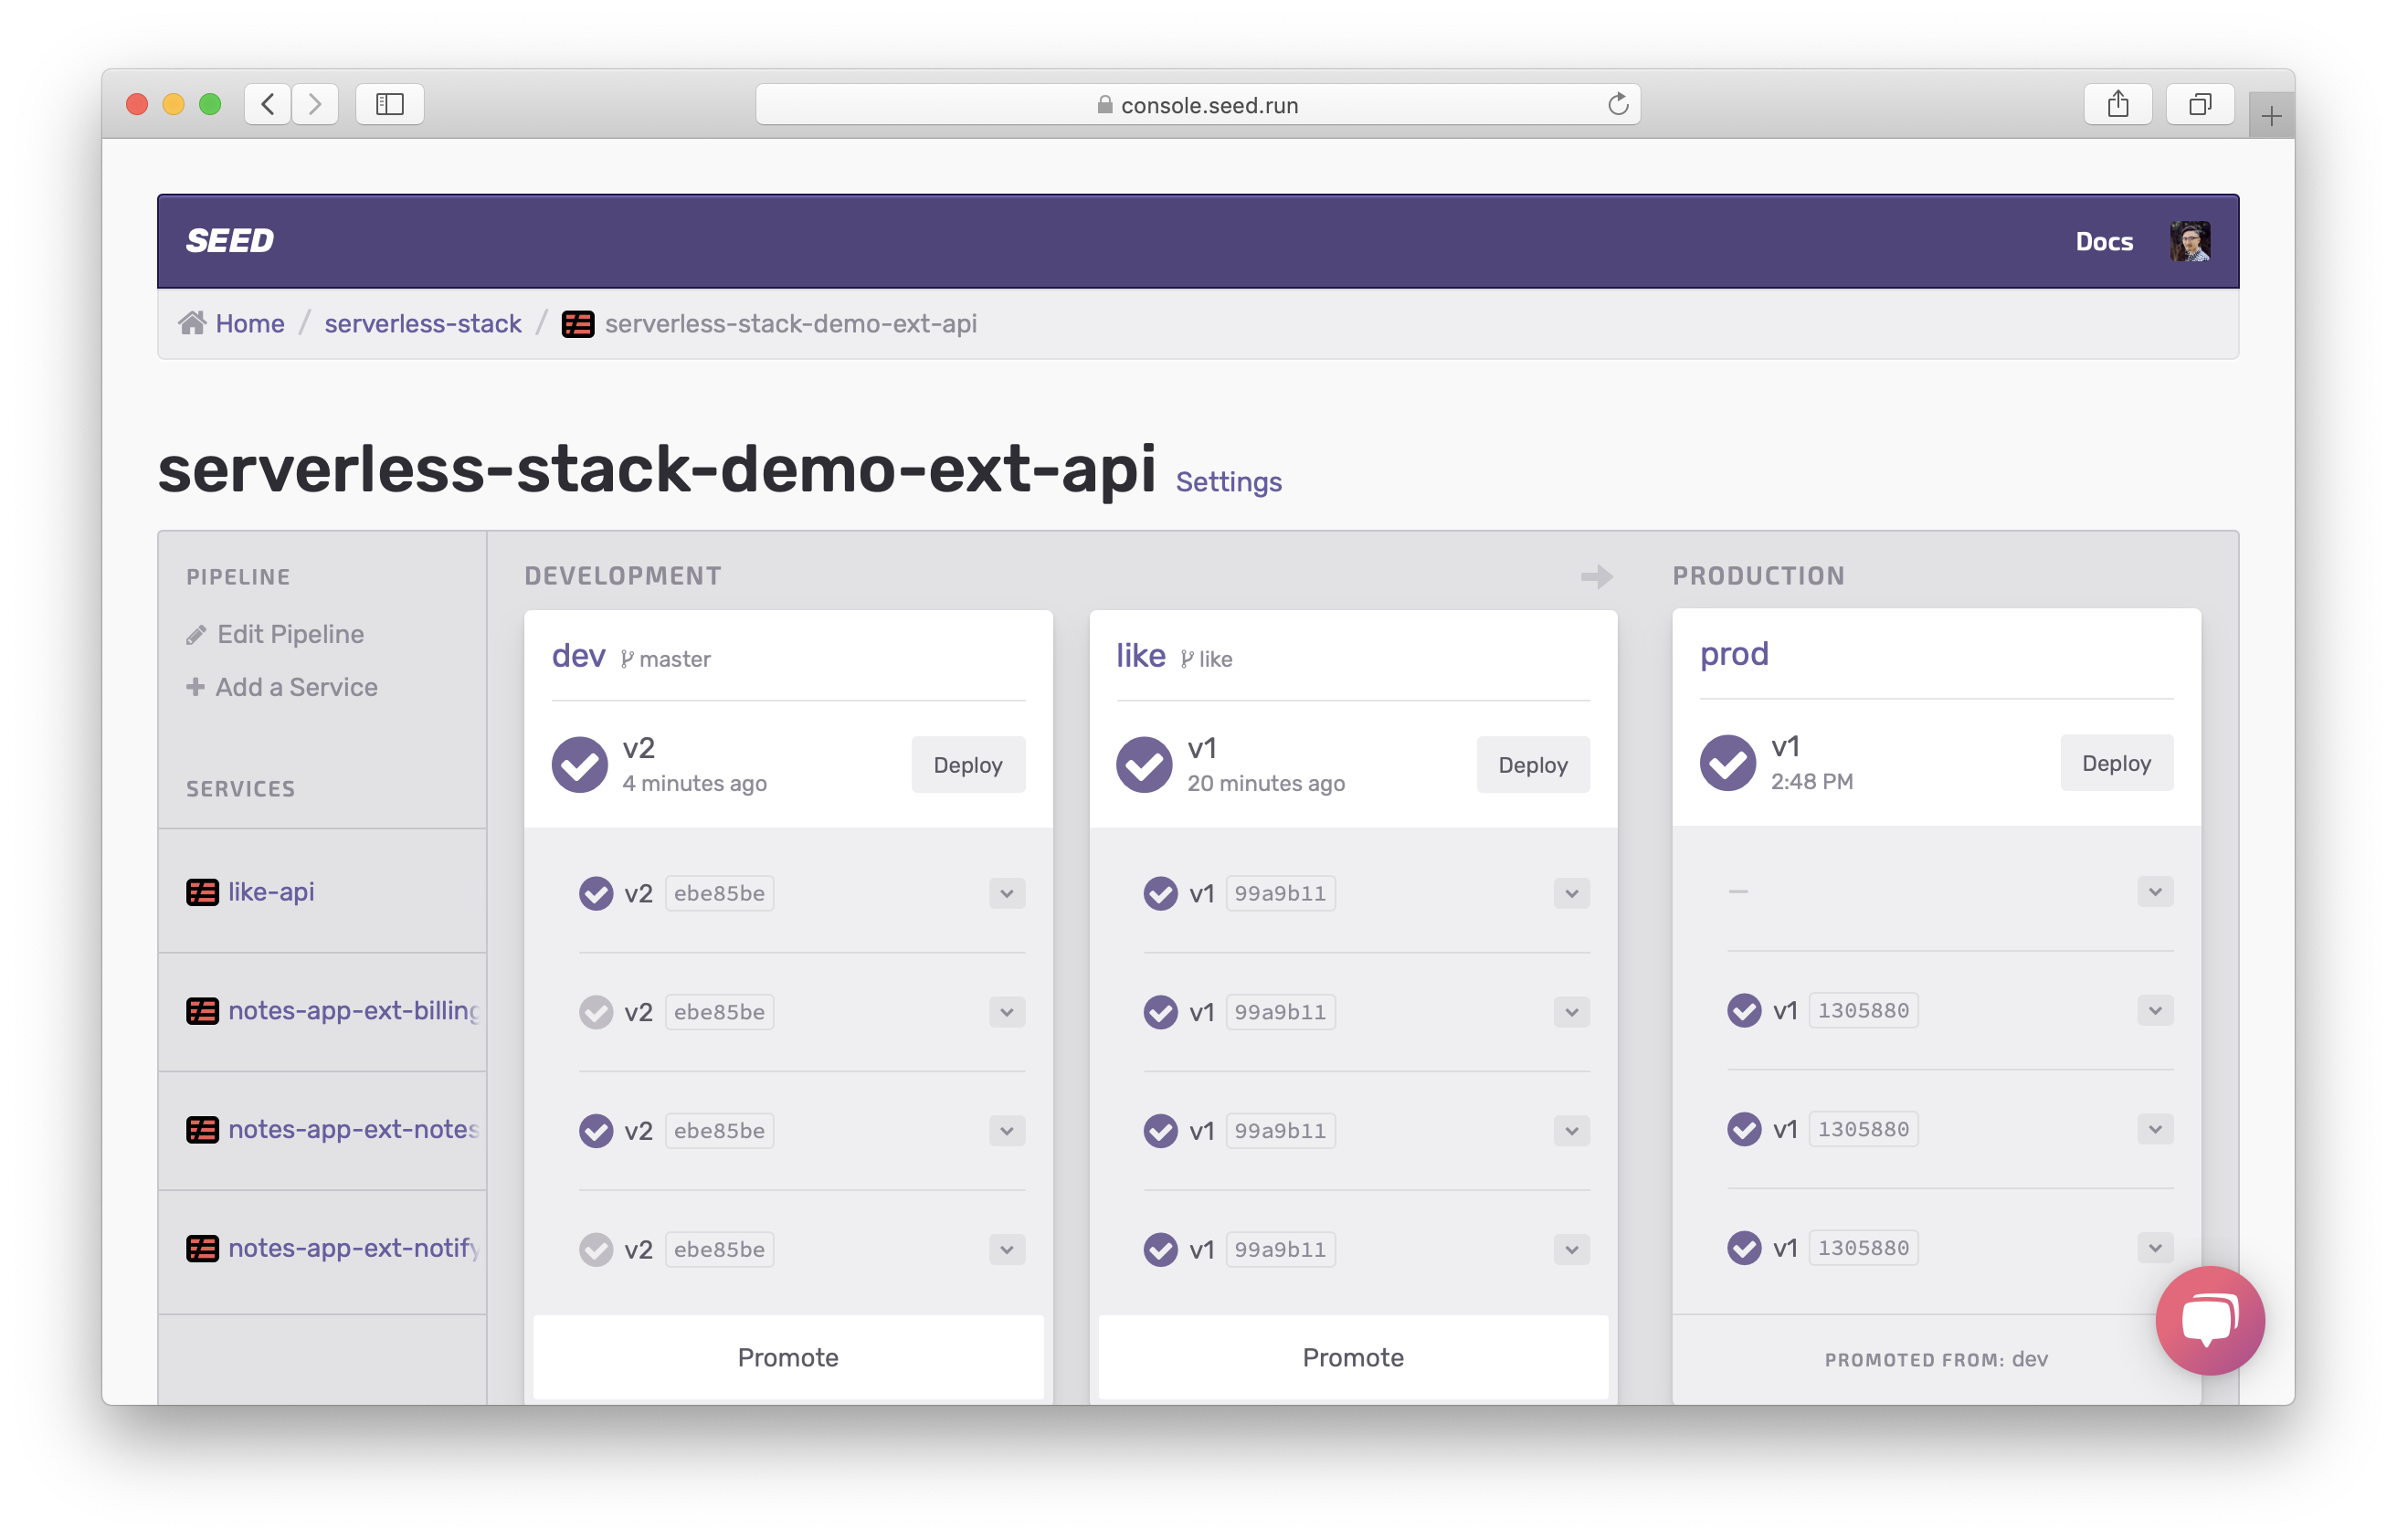 console.seed.run
SEED
Docs
Home / serverless-stack / serverless-stack-demo-ext-api
serverless-stack-demo-ext-api Settings
PIPELINE
Edit Pipeline
Add a Service
SERVICES
like-api
notes-app-ext-billing
notes-app-ext-notes
notes-app-ext-notify
DEVELOPMENT
dev master
v2
4 minutes ago
Deploy
v2 ebe85be
v2 ebe85be
v2 ebe85be
v2 ebe85be
Promote
like like
v1
20 minutes ago
Deploy
v1 99a9b11
v1 99a9b11
v1 99a9b11
v1 99a9b11
Promote
PRODUCTION
prod
v1
2:48 PM
Deploy
–
v1 1305880
v1 1305880
v1 1305880
PROMOTED FROM: dev